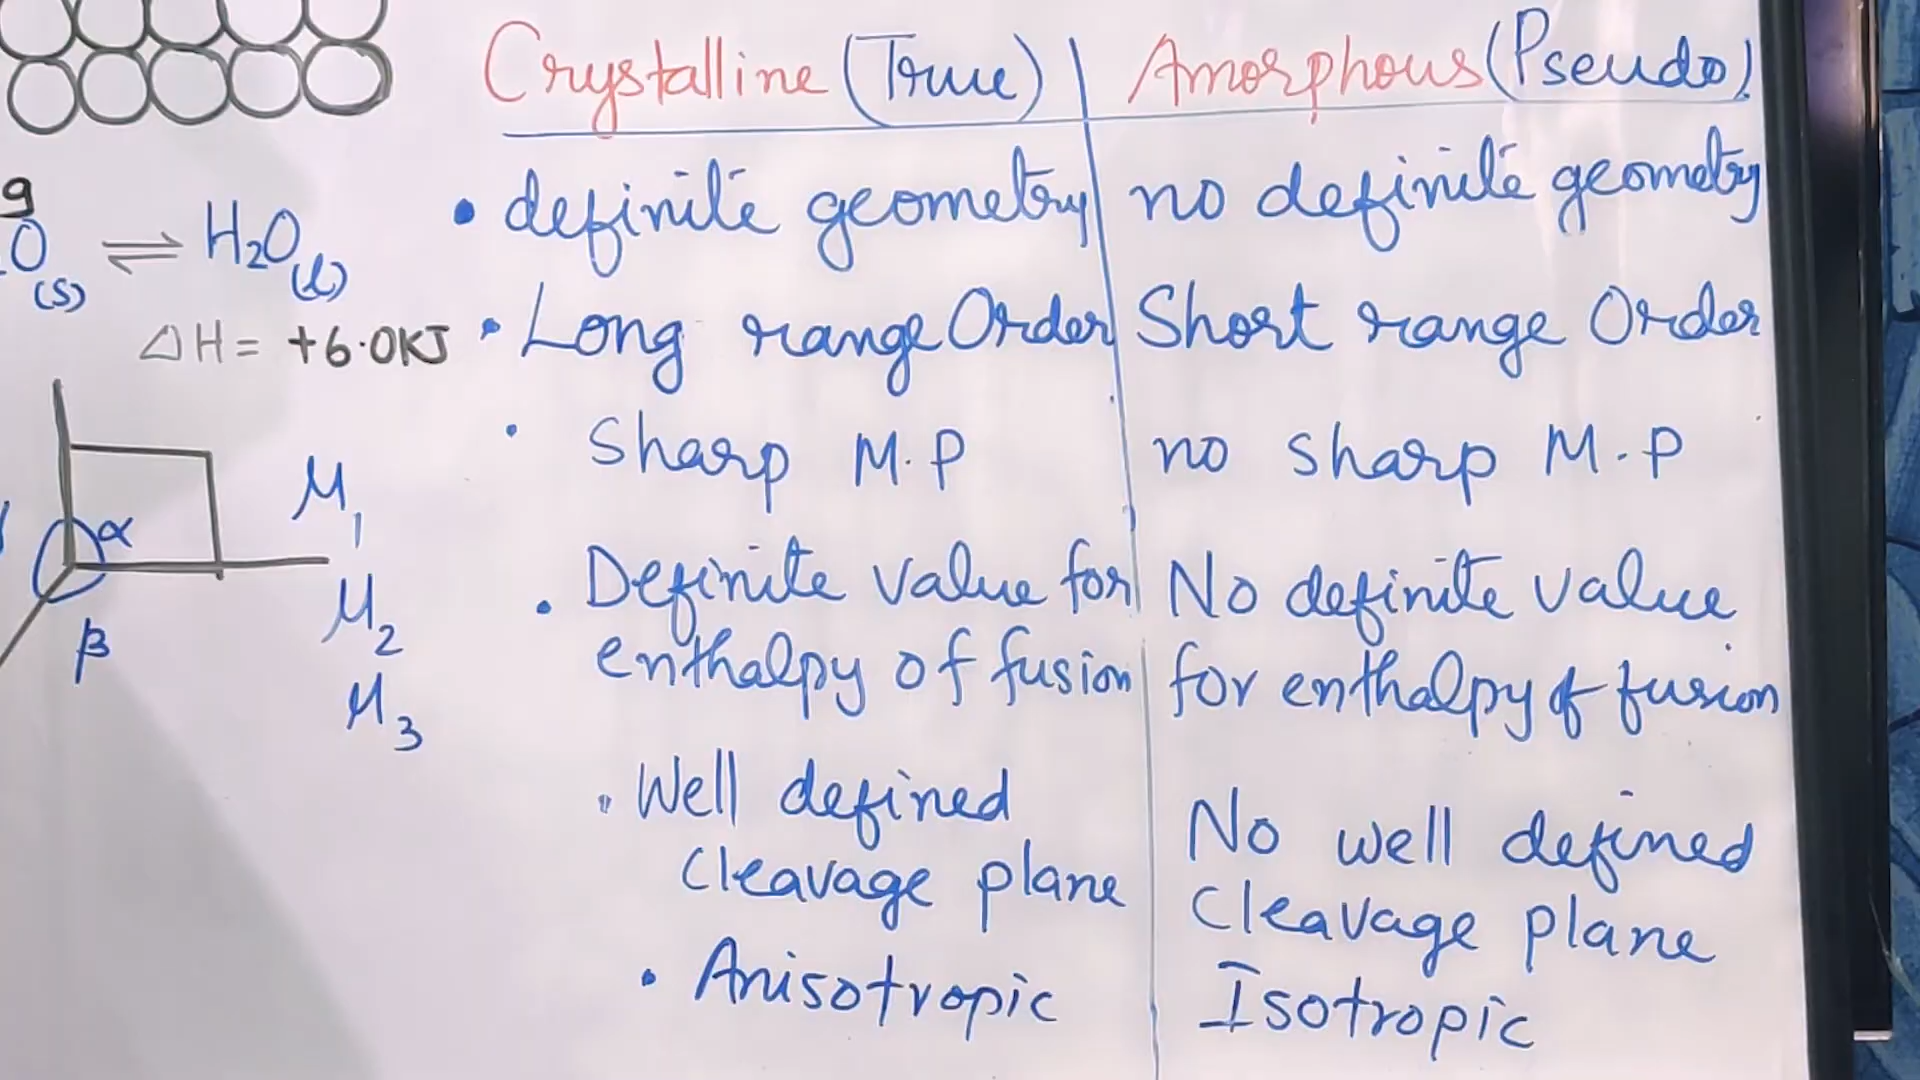 Crystalline (True) Amorphous (Pseudo)
• definite geometry no definite geometry
• Long range Order Short range Order
• Sharp M.P no sharp M.P
• Definite value for No definite value
enthalpy of fusion for enthalpy of fusion
• Well defined No well defined
cleavage plane cleavage plane
• Anisotropic Isotropic
g
O(s) ⇌ H2O(l)
ΔH = +6.0KJ
α
β
μ1
μ2
μ3